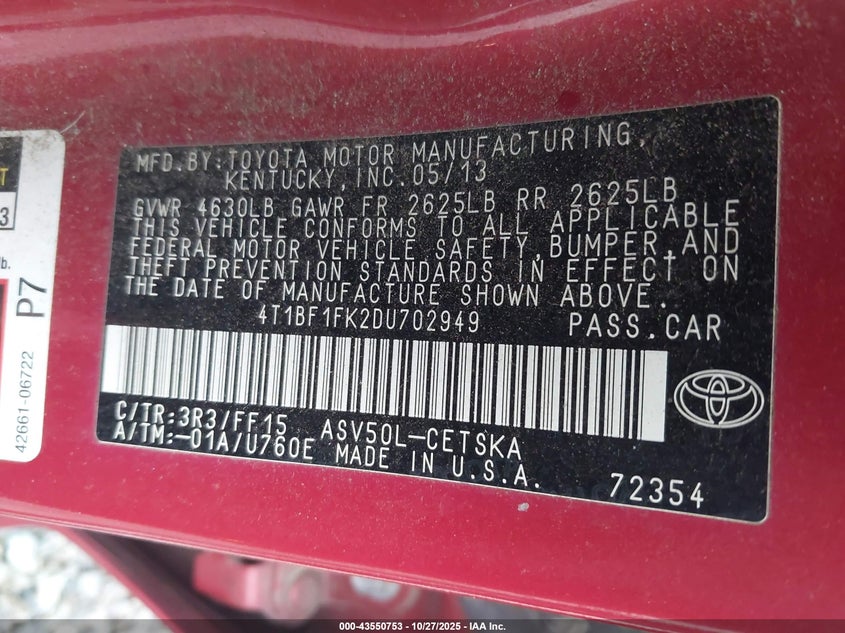 MFD.BY:TOYOTA MOTOR MANUFACTURING,
KENTUCKY,INC.05/13
GVWR 4630LB GAWR FR 2625LB RR 2625LB
THIS VEHICLE CONFORMS TO ALL APPLICABLE
FEDERAL MOTOR VEHICLE SAFETY,BUMPER,AND
THEFT PREVENTION STANDARDS IN EFFECT ON
THE DATE OF MANUFACTURE SHOWN ABOVE.
4T1BF1FK2DU702949 PASS.CAR
C/TR:3R3/FF15 ASV50L-CETSKA
A/TM:-01A/U760E MADE IN U.S.A.
72354
3
lb.
P7
42661-06722
000-43550753 - 10/27/2025 - IAA Inc.